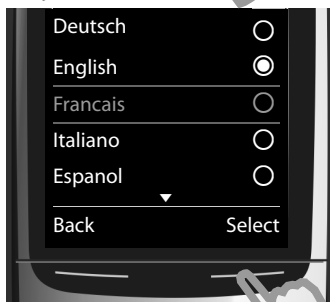 Deutsch
English
Francais
Italiano
Espanol
Back Select